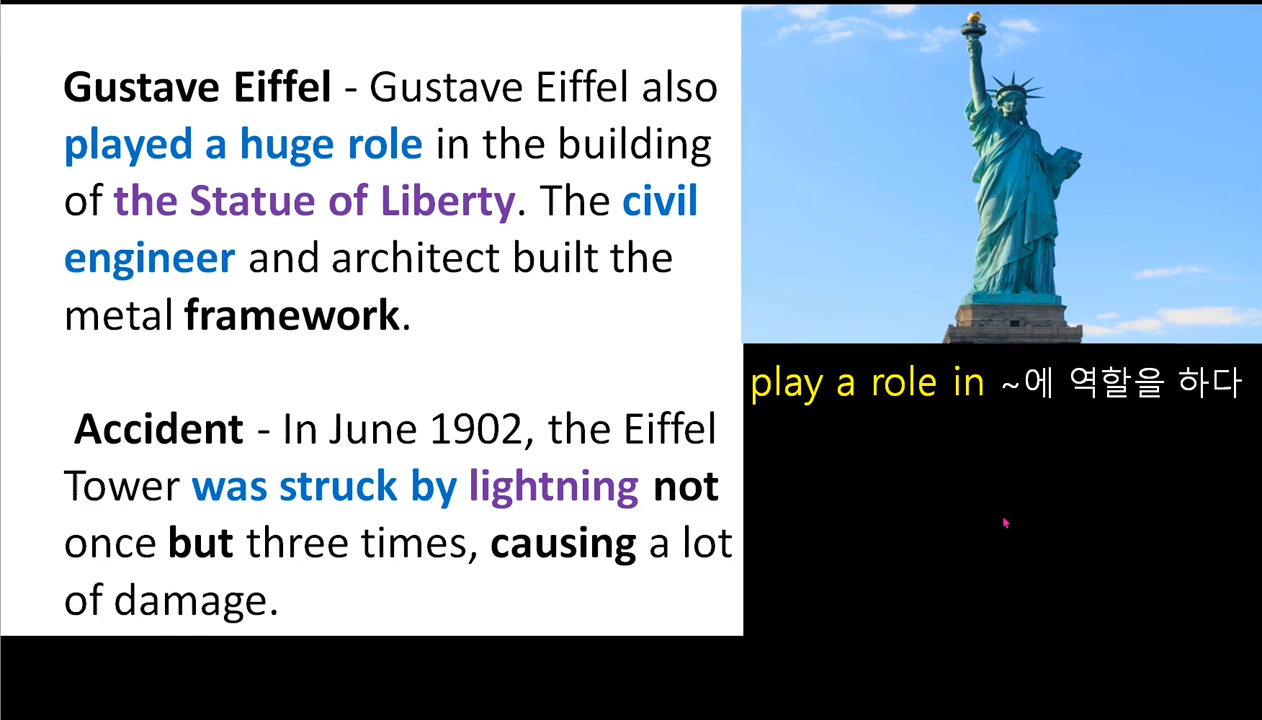 Gustave Eiffel - Gustave Eiffel also
played a huge role in the building
of the Statue of Liberty. The civil
engineer and architect built the
metal framework.
Accident - In June 1902, the Eiffel
Tower was struck by lightning not
once but three times, causing a lot
of damage.
play a role in ~에 역할을 하다